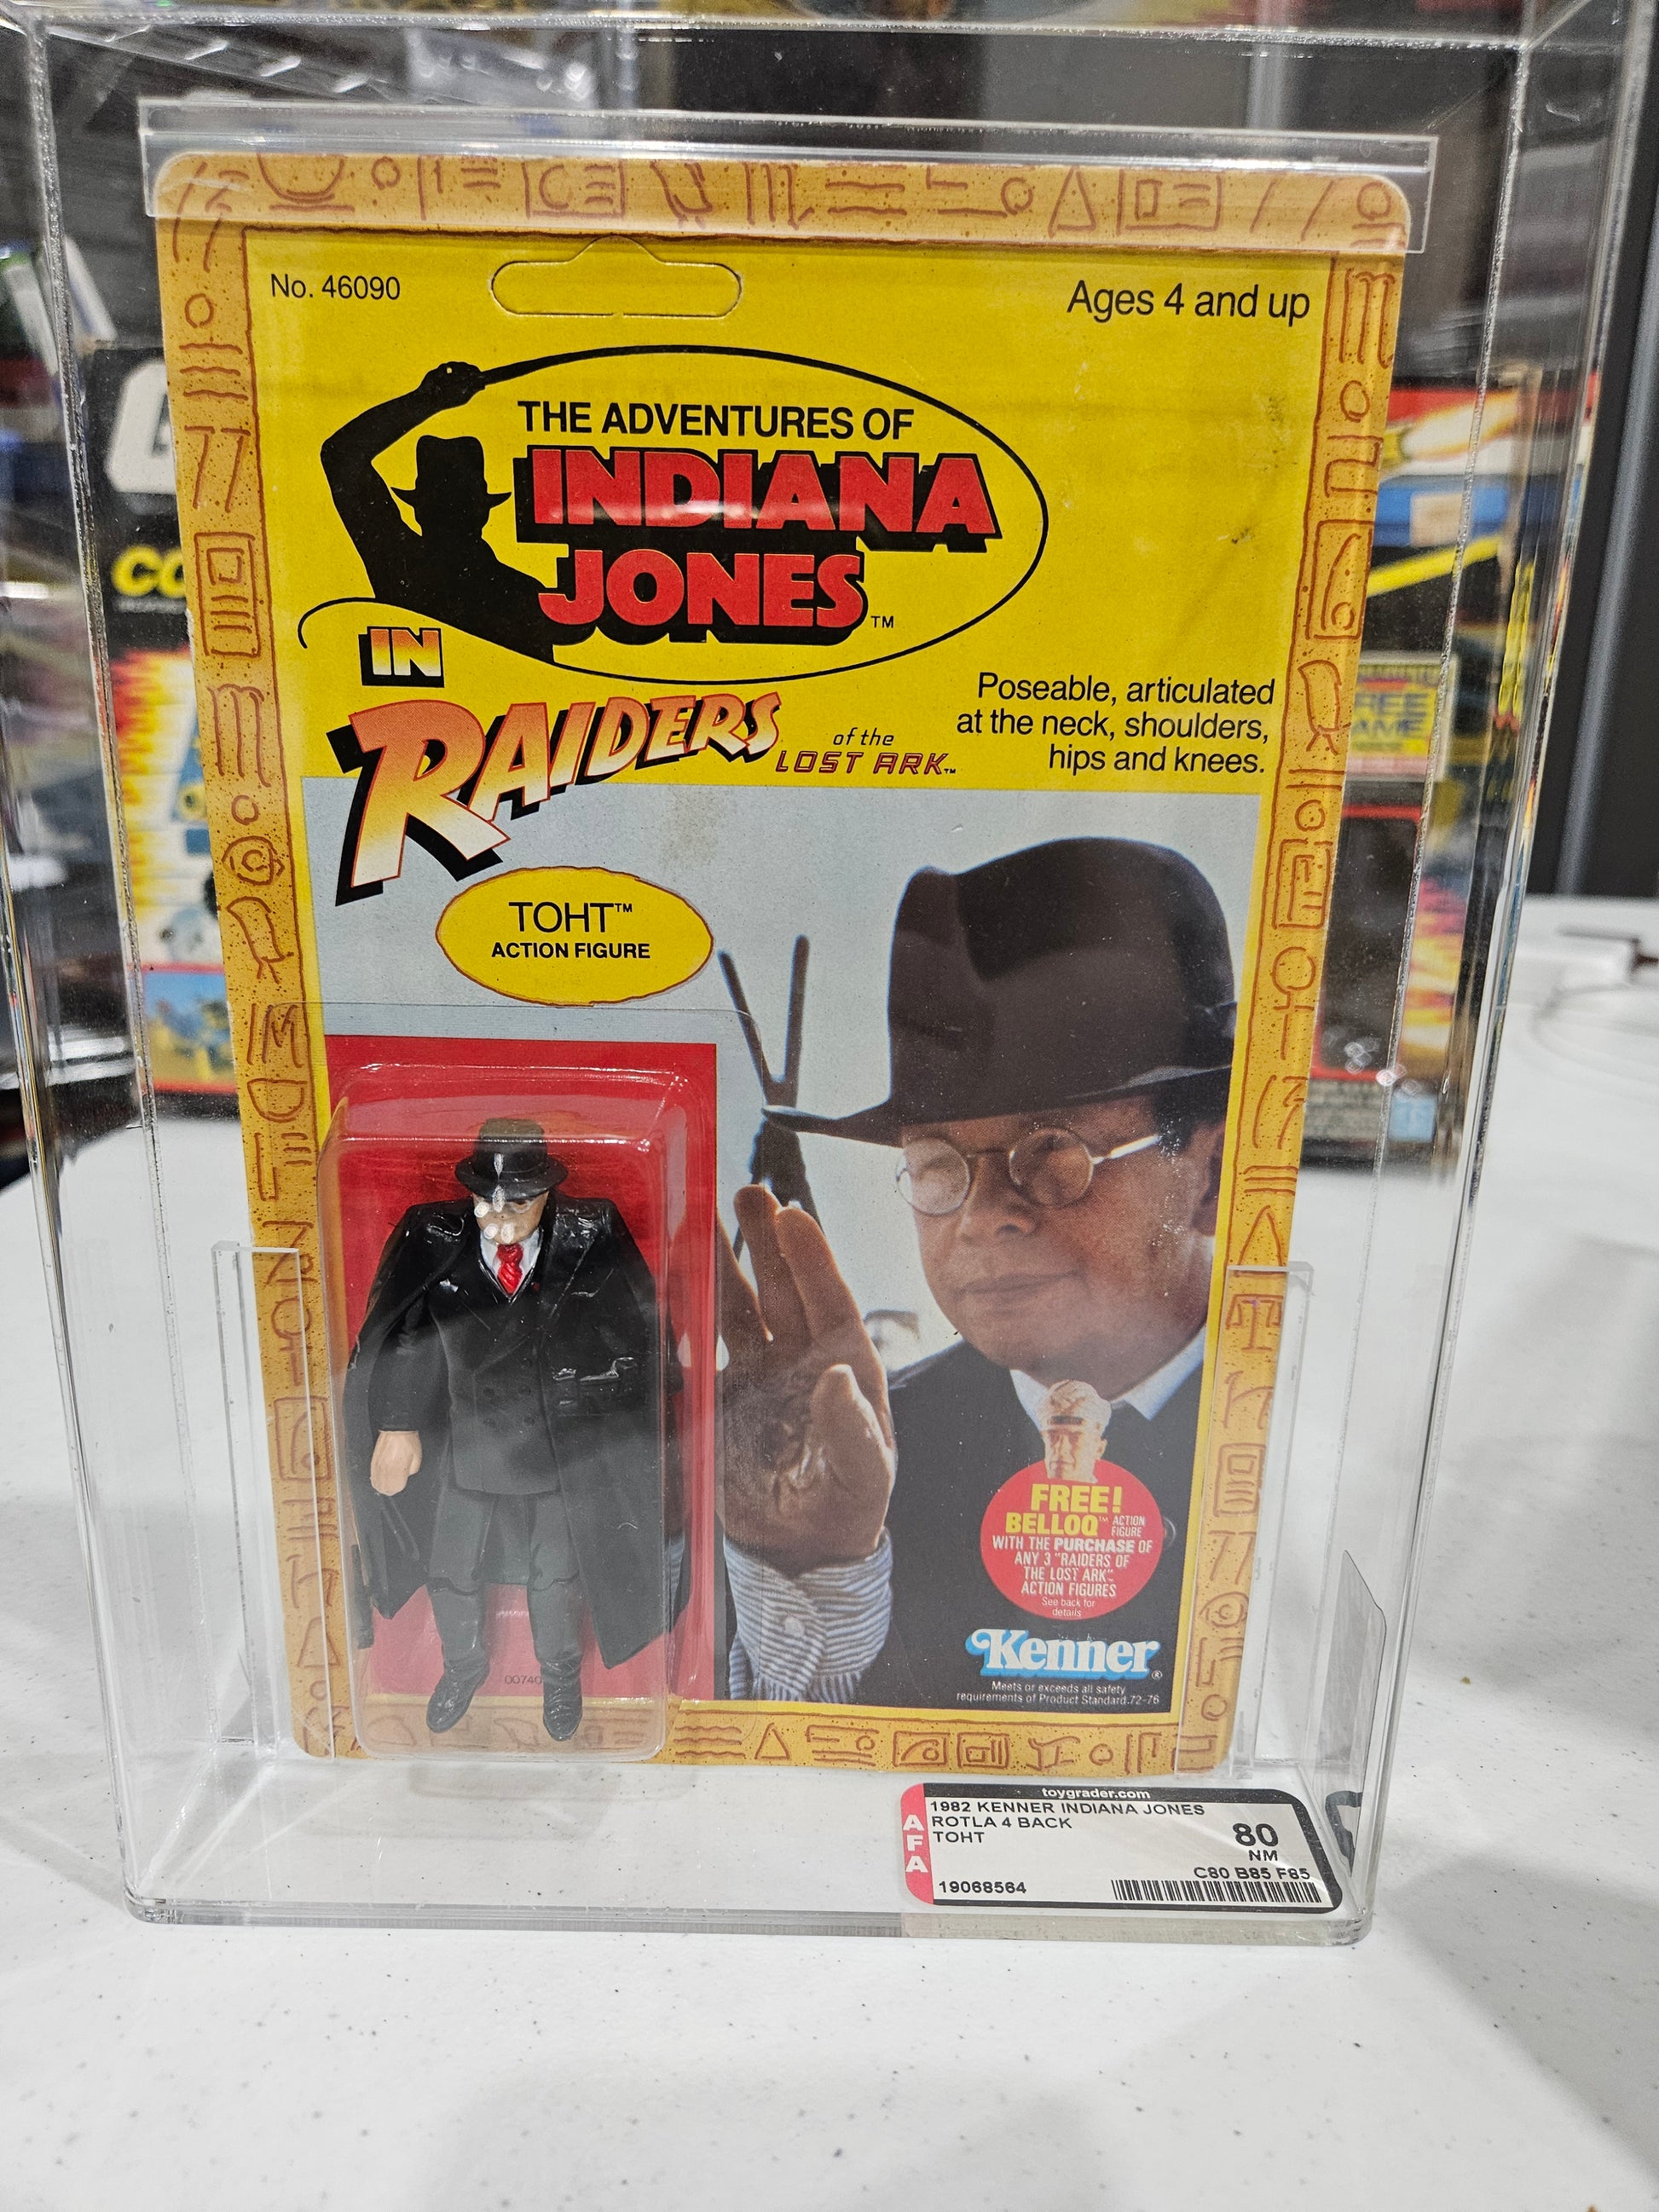 No. 46090
Ages 4 and up
THE ADVENTURES OF
INDIANA
JONES™
IN
RAIDERS
of the
LOST ARK™
Poseable, articulated
at the neck, shoulders,
hips and knees.
TOHT™
ACTION FIGURE
FREE!
BELLOQ™ ACTION
FIGURE
WITH THE PURCHASE OF
ANY 3 "RAIDERS OF
THE LOST ARK"™
ACTION FIGURES
See back for
details
Kenner®
Meets or exceeds all safety
requirements of Product Standard 72-76
00740
toygrader.com
AFA
1982 KENNER INDIANA JONES
ROTLA 4 BACK
TOHT
80
NM
C80 B85 F85
19068564